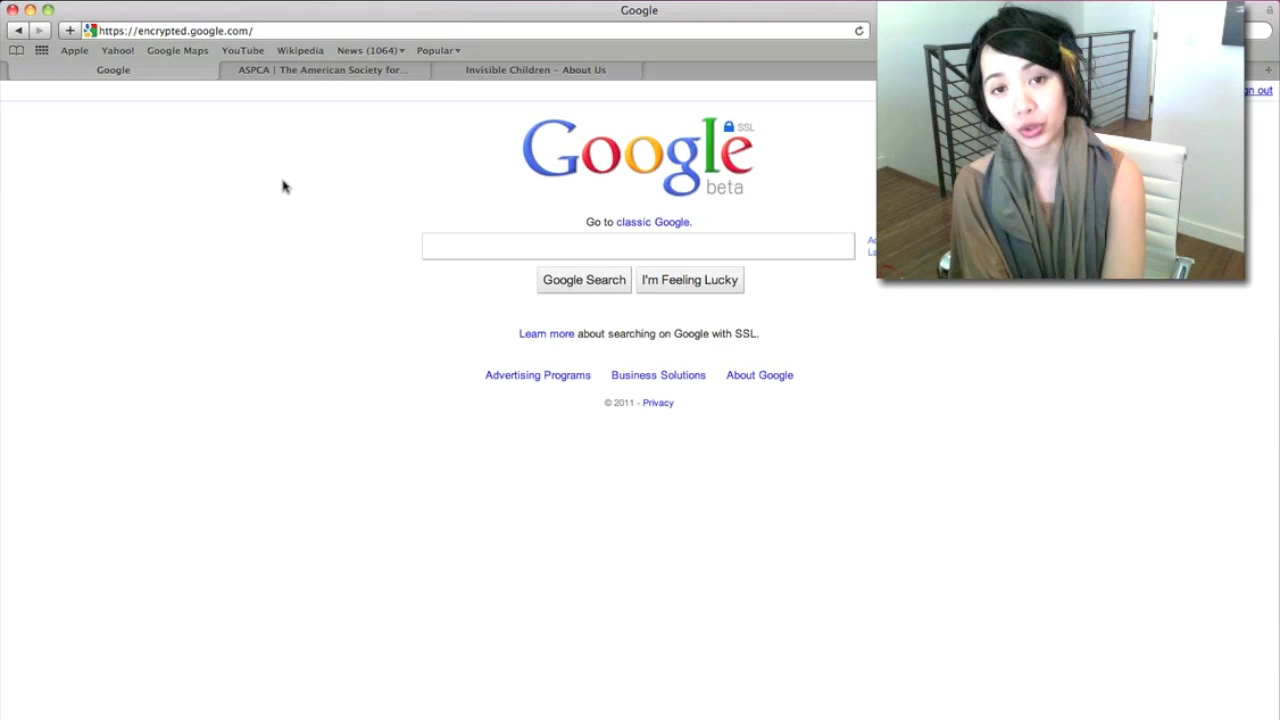 Google
https://encrypted.google.com/
Apple Yahoo! Google Maps YouTube Wikipedia News (1064) Popular
Google ASPCA | The American Society for... Invisible Children – About Us
gn out
Google SSL
beta
Go to classic Google.
Google Search I'm Feeling Lucky
Learn more about searching on Google with SSL.
Advertising Programs Business Solutions About Google
© 2011 - Privacy